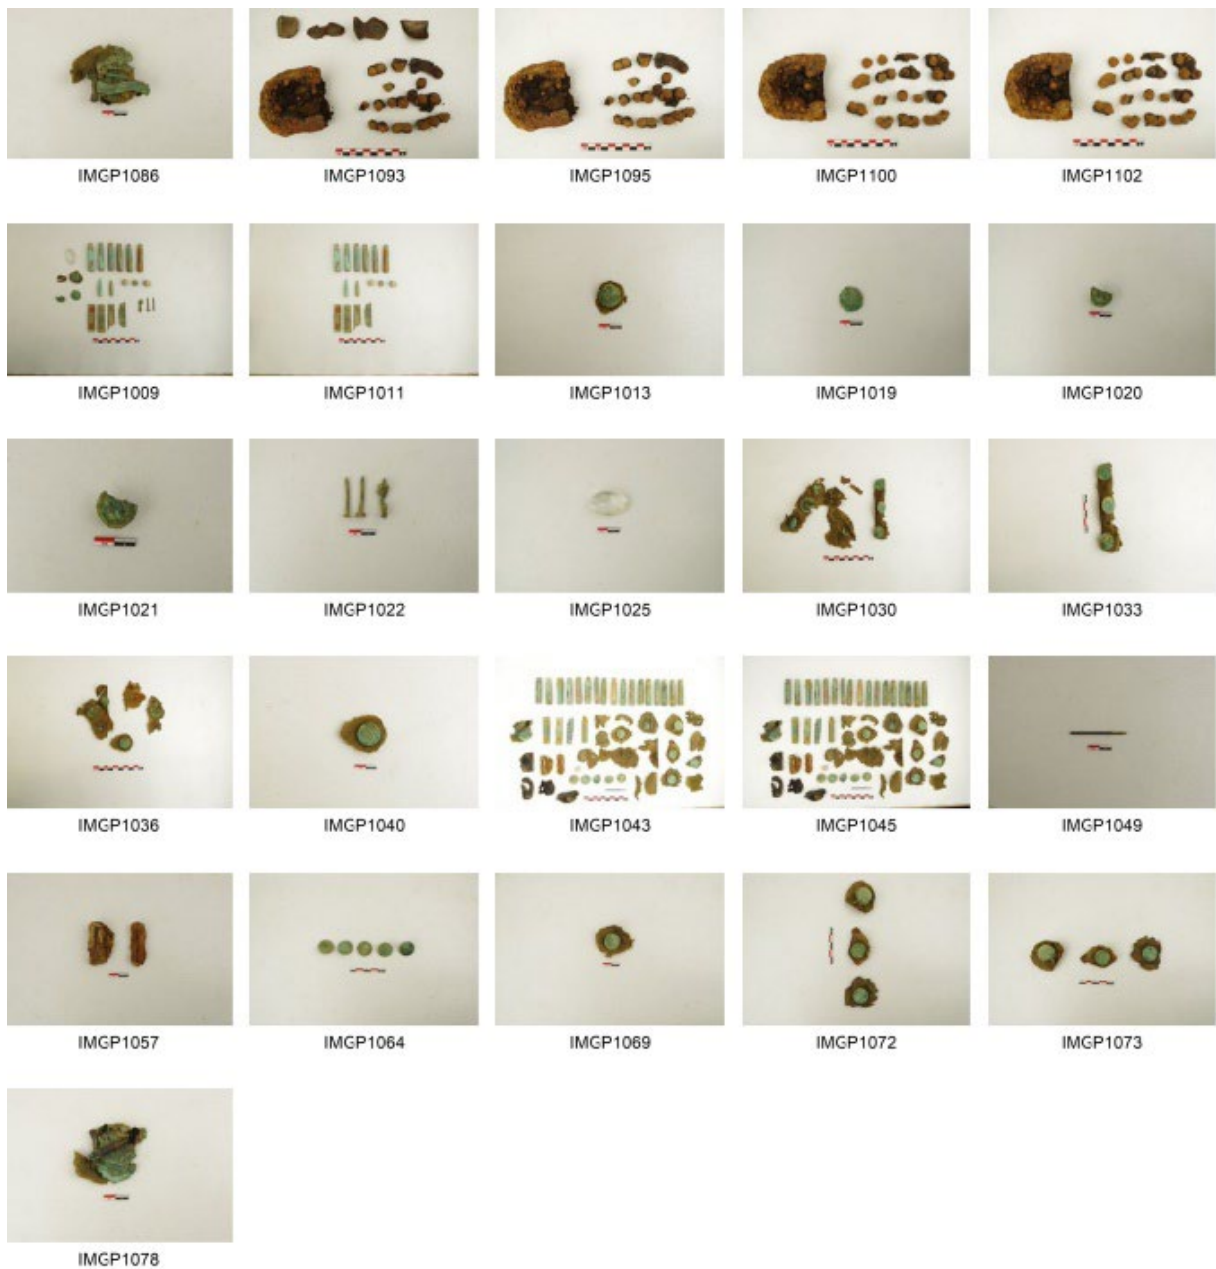 IMGP1086 IMGP1093 IMGP1095 IMGP1100 IMGP1102
IMGP1009 IMGP1011 IMGP1013 IMGP1019 IMGP1020
IMGP1021 IMGP1022 IMGP1025 IMGP1030 IMGP1033
IMGP1036 IMGP1040 IMGP1043 IMGP1045 IMGP1049
IMGP1057 IMGP1064 IMGP1069 IMGP1072 IMGP1073
IMGP1078